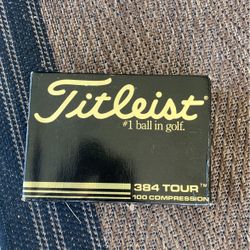 Titleist
#1 ball in golf.
384 TOUR™
100 COMPRESSION